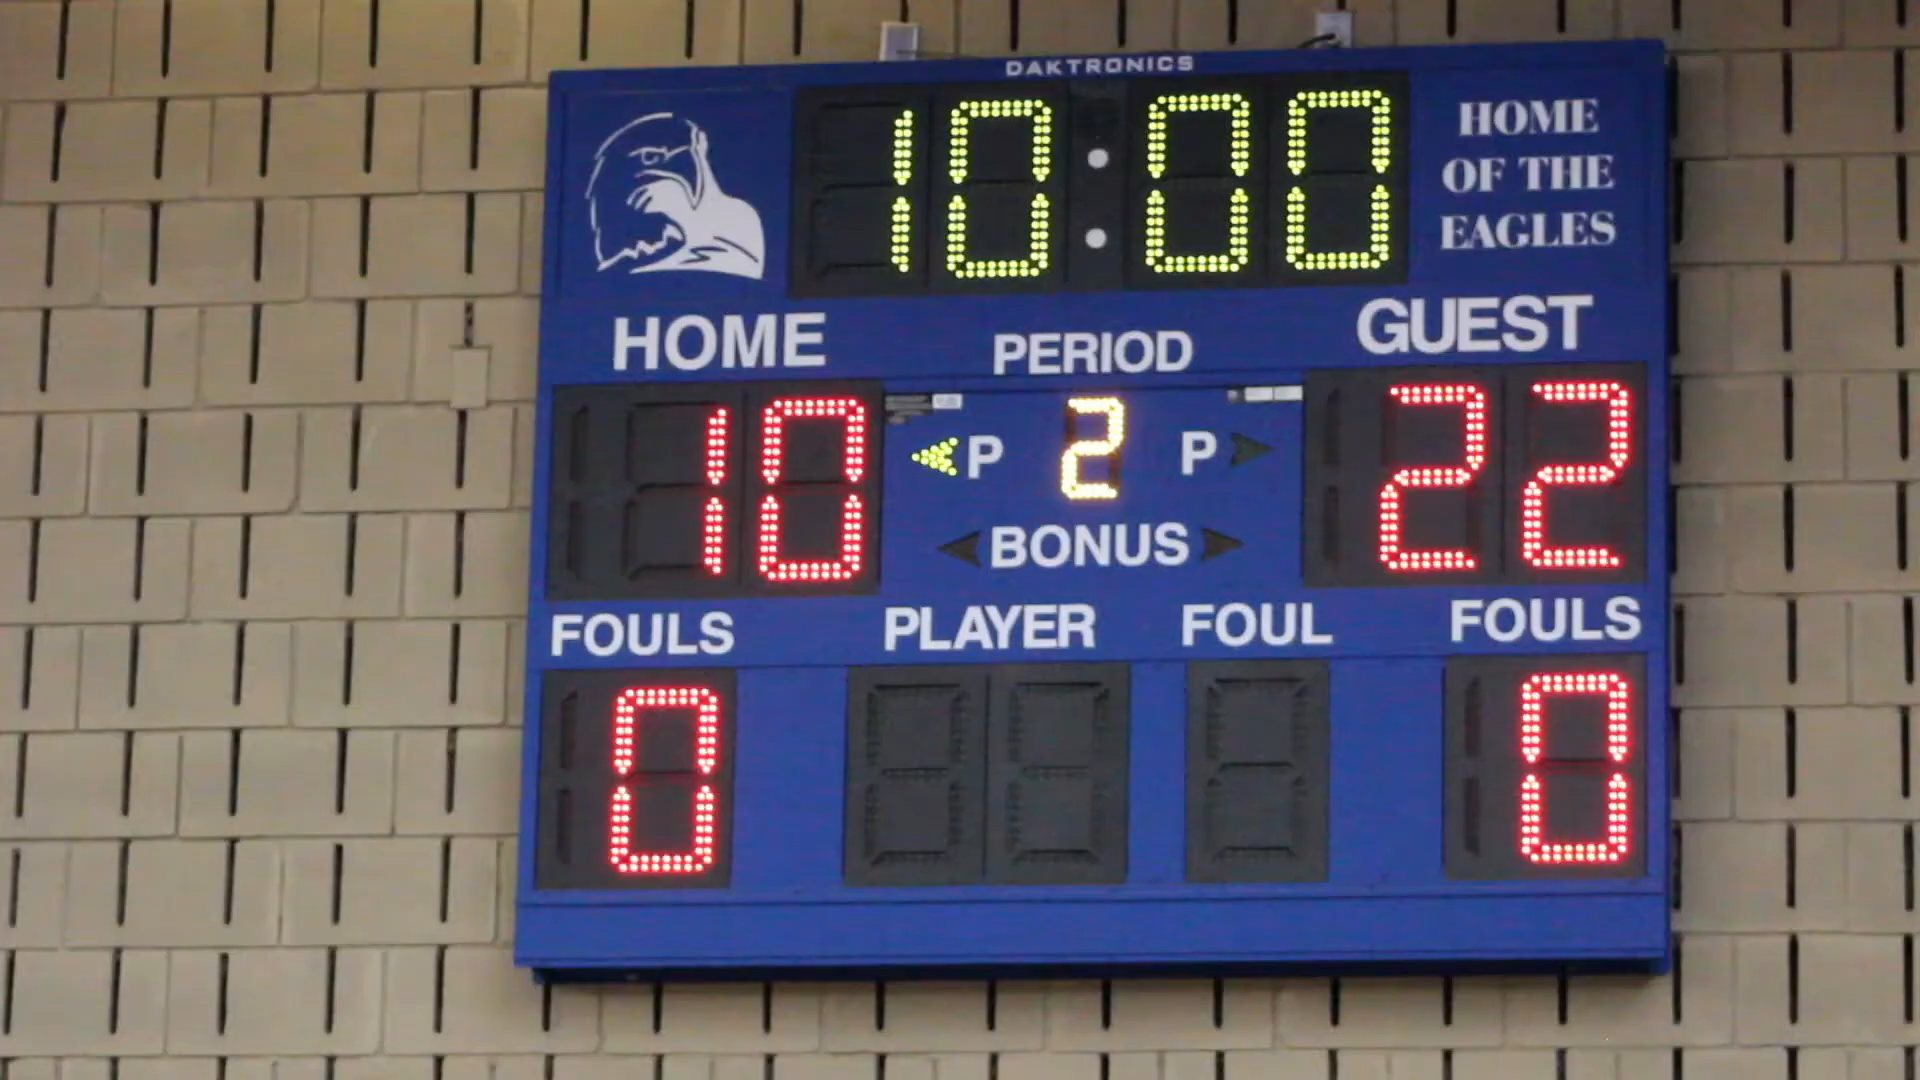 DAKTRONICS
10:00
HOME
OF THE
EAGLES
HOME
PERIOD
GUEST
10
P
2
P
22
BONUS
FOULS
PLAYER
FOUL
FOULS
0
0